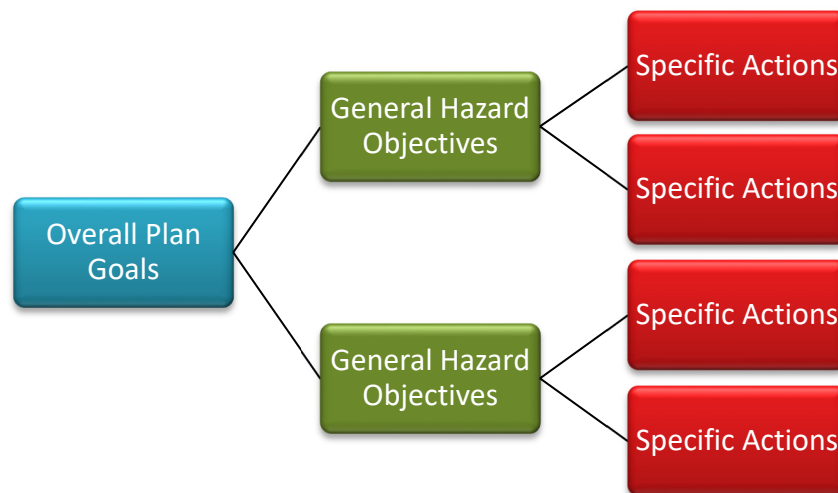 Overall Plan
Goals
General Hazard
Objectives
Specific Actions
Specific Actions
General Hazard
Objectives
Specific Actions
Specific Actions